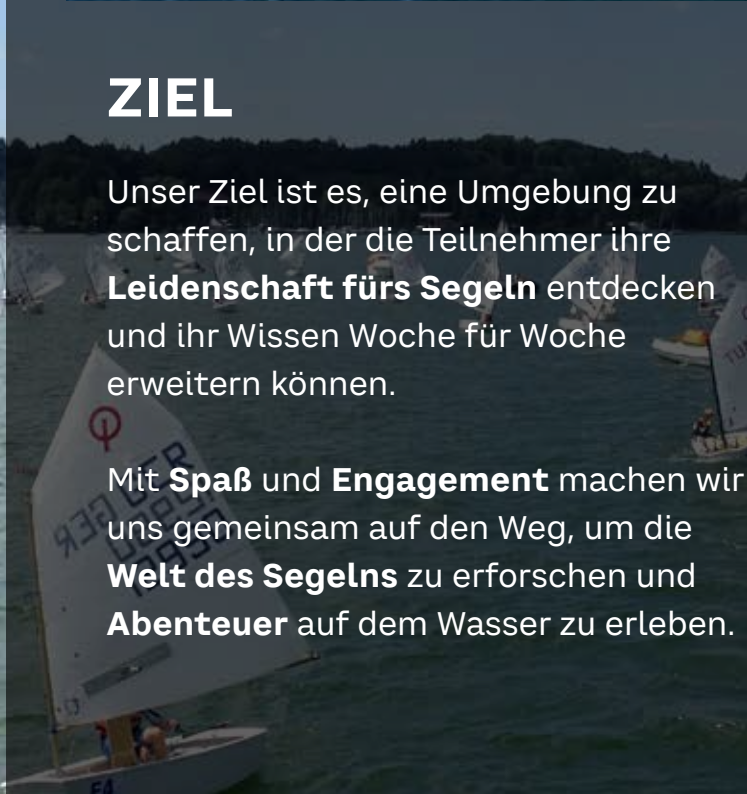 ZIEL
Unser Ziel ist es, eine Umgebung zu
schaffen, in der die Teilnehmer ihre
Leidenschaft fürs Segeln entdecken
und ihr Wissen Woche für Woche
erweitern können.
Mit Spaß und Engagement machen wir
uns gemeinsam auf den Weg, um die
Welt des Segelns zu erforschen und
Abenteuer auf dem Wasser zu erleben.
GER